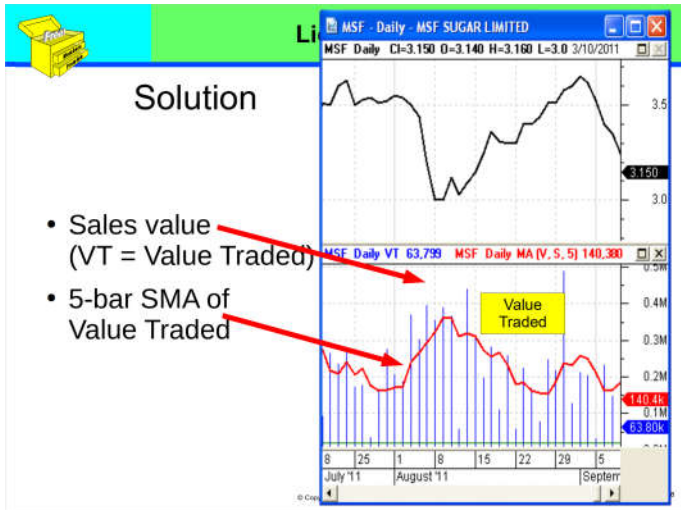 Free
MSF - Daily - MSF SUGAR LIMITED
MSF Daily Cl=3.150 O=3.140 H=3.160 L=3.0 3/10/2011
Solution
3.5
3.150
3.0
• Sales value
(VT = Value Traded)
• 5-bar SMA of
Value Traded
MSF Daily VT 63,799 MSF Daily MA (V, S, 5) 140,380
0.5M
Value
Traded
0.4M
0.3M
0.2M
140.4k
0.1M
63.80k
8 25 1 8 15 22 29 5
July '11 August '11 Septem